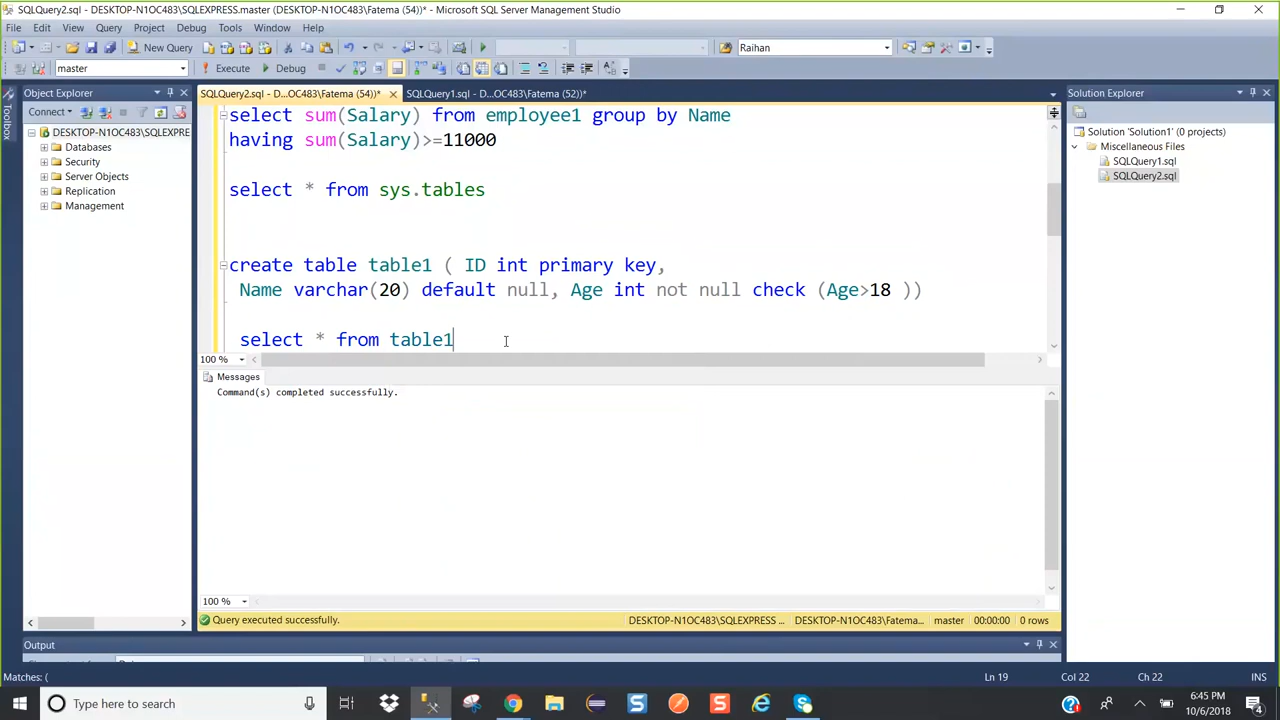 SQLQuery2.sql - DESKTOP-N1OC483\SQLEXPRESS.master (DESKTOP-N1OC483\Fatema (54))* - Microsoft SQL Server Management Studio
File Edit View Query Project Debug Tools Window Help
New Query Raihan
master Execute Debug
Object Explorer
Connect
DESKTOP-N1OC483\SQLEXPRE
Databases
Security
Server Objects
Replication
Management
Toolbox
SQLQuery2.sql - D...OC483\Fatema (54))* SQLQuery1.sql - D...OC483\Fatema (52))*
select sum(Salary) from employee1 group by Name
having sum(Salary)>=11000
select * from sys.tables
create table table1 ( ID int primary key,
Name varchar(20) default null, Age int not null check (Age>18 ))
select * from table1
100 %
Messages
Command(s) completed successfully.
100 %
Query executed successfully. DESKTOP-N1OC483\SQLEXPRESS ... DESKTOP-N1OC483\Fatema... master 00:00:00 0 rows
Solution Explorer
Solution 'Solution1' (0 projects)
Miscellaneous Files
SQLQuery1.sql
SQLQuery2.sql
Output
Matches: ( Ln 19 Col 22 Ch 22 INS
Type here to search
6:45 PM
10/6/2018
4